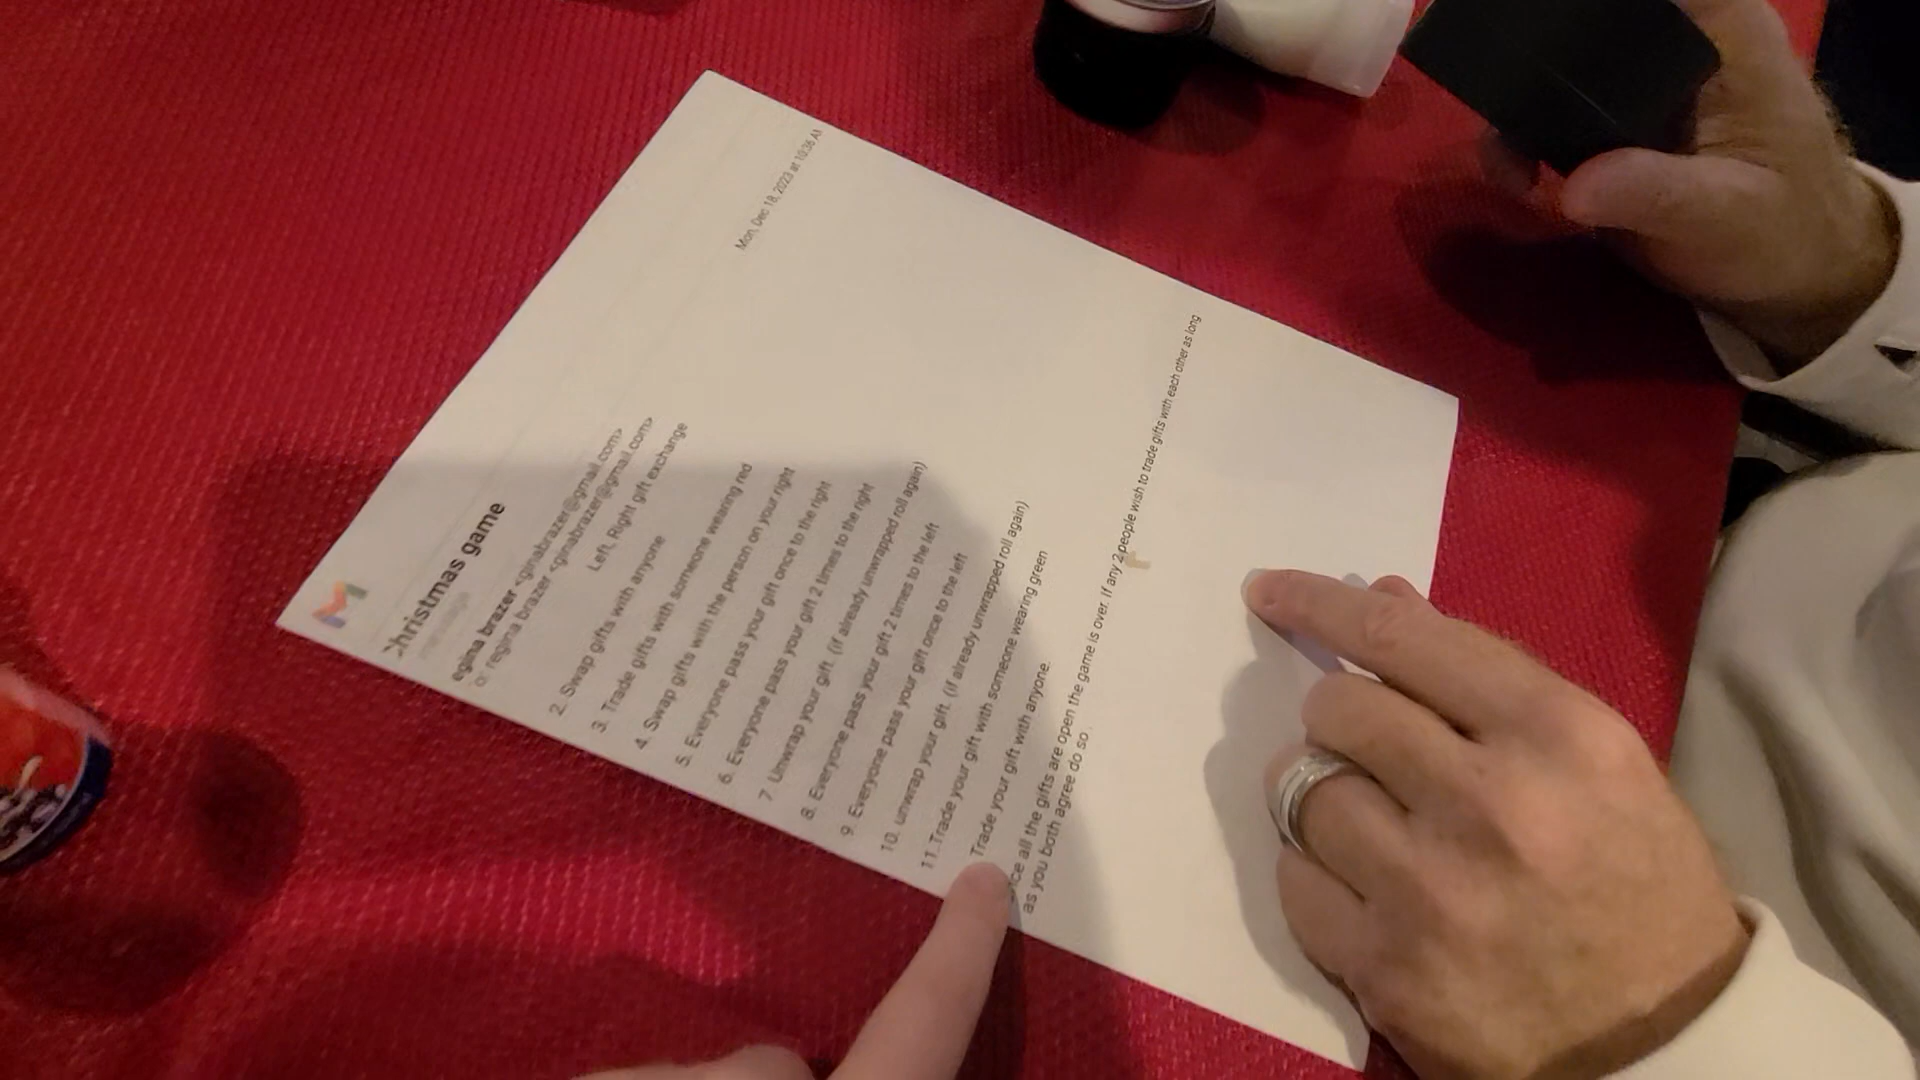 Christmas game
Mon, Dec 18, 2023 at 10:36 AM
egina brazer <ginabrazer@gmail.com>
o: regina brazer <ginabrazer@gmail.com>
Left, Right gift exchange
2. Swap gifts with anyone
3. Trade gifts with someone wearing red
4. Swap gifts with the person on your right
5. Everyone pass your gift once to the right
6. Everyone pass your gift 2 times to the right
7 Unwrap your gift. (if already unwrapped roll again)
8. Everyone pass your gift 2 times to the left
9. Everyone pass your gift once to the left
10. unwrap your gift. (if already unwrapped roll again)
11.Trade your gift with someone wearing green
Trade your gift with anyone.
nce all the gifts are open the game is over. If any 2 people wish to trade gifts with each other as long
as you both agree do so